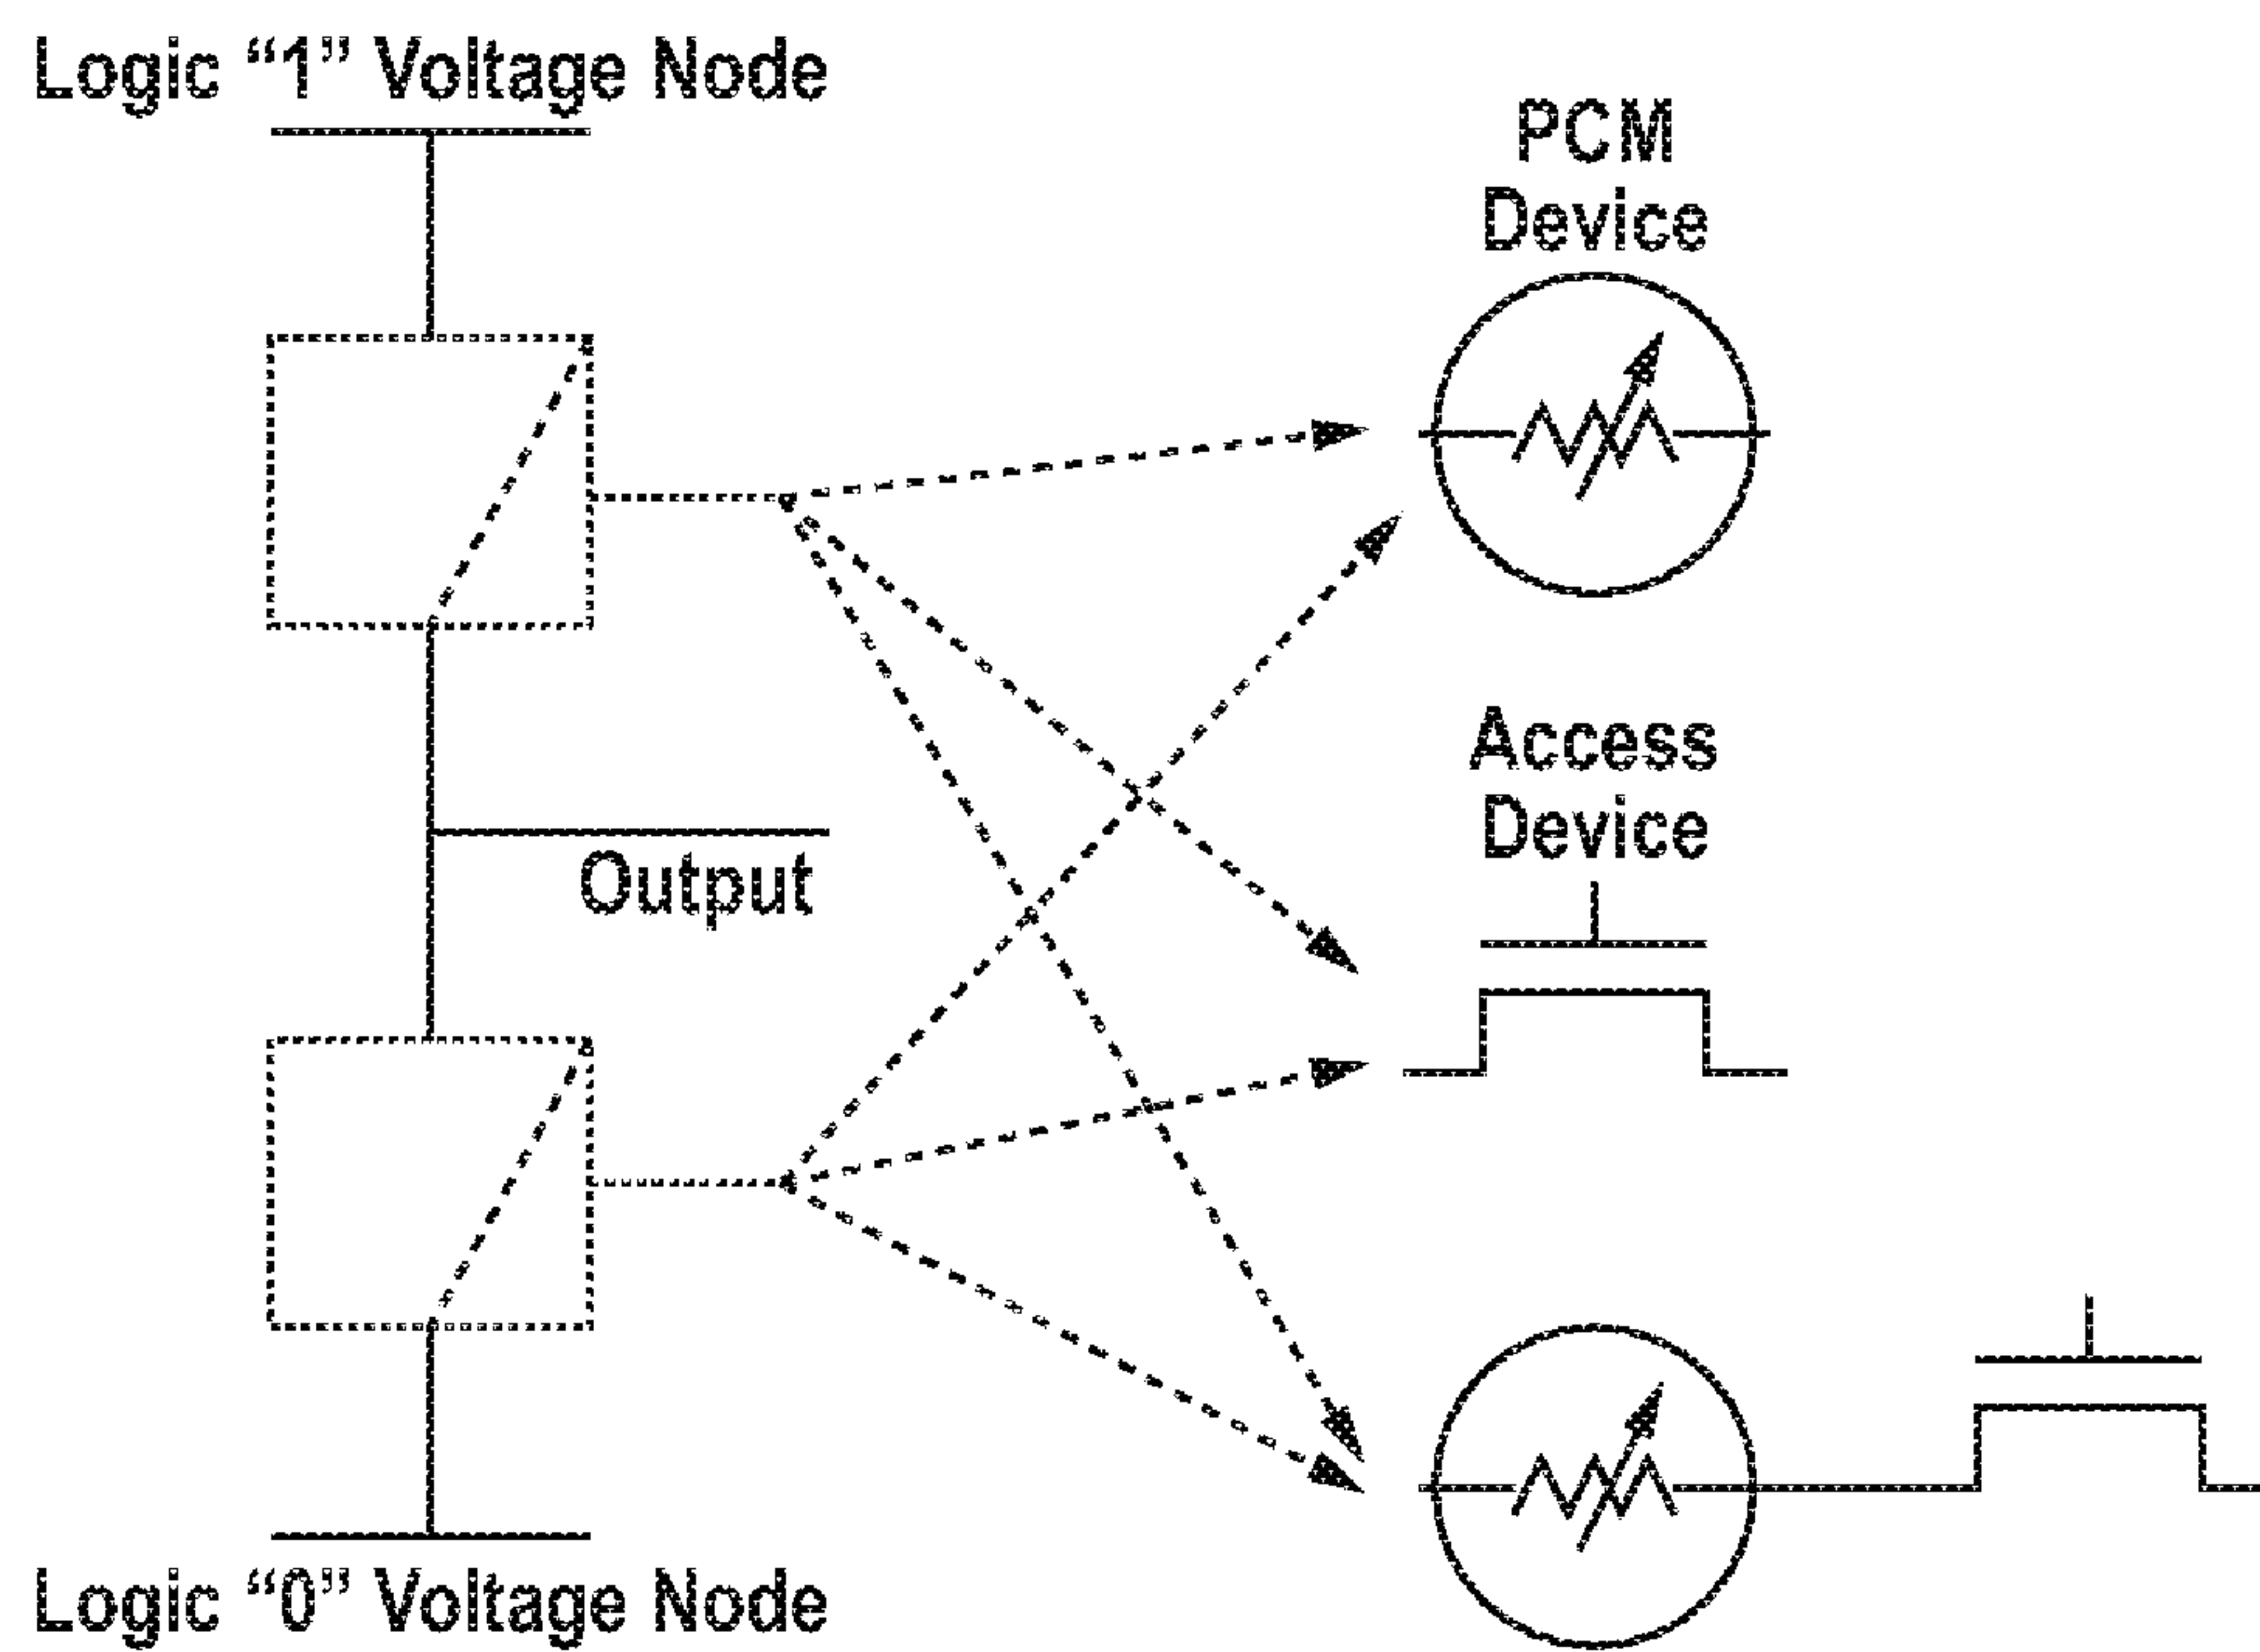 Logic “1” Voltage Node
PCM
Device
Access
Device
Output
Logic “0” Voltage Node